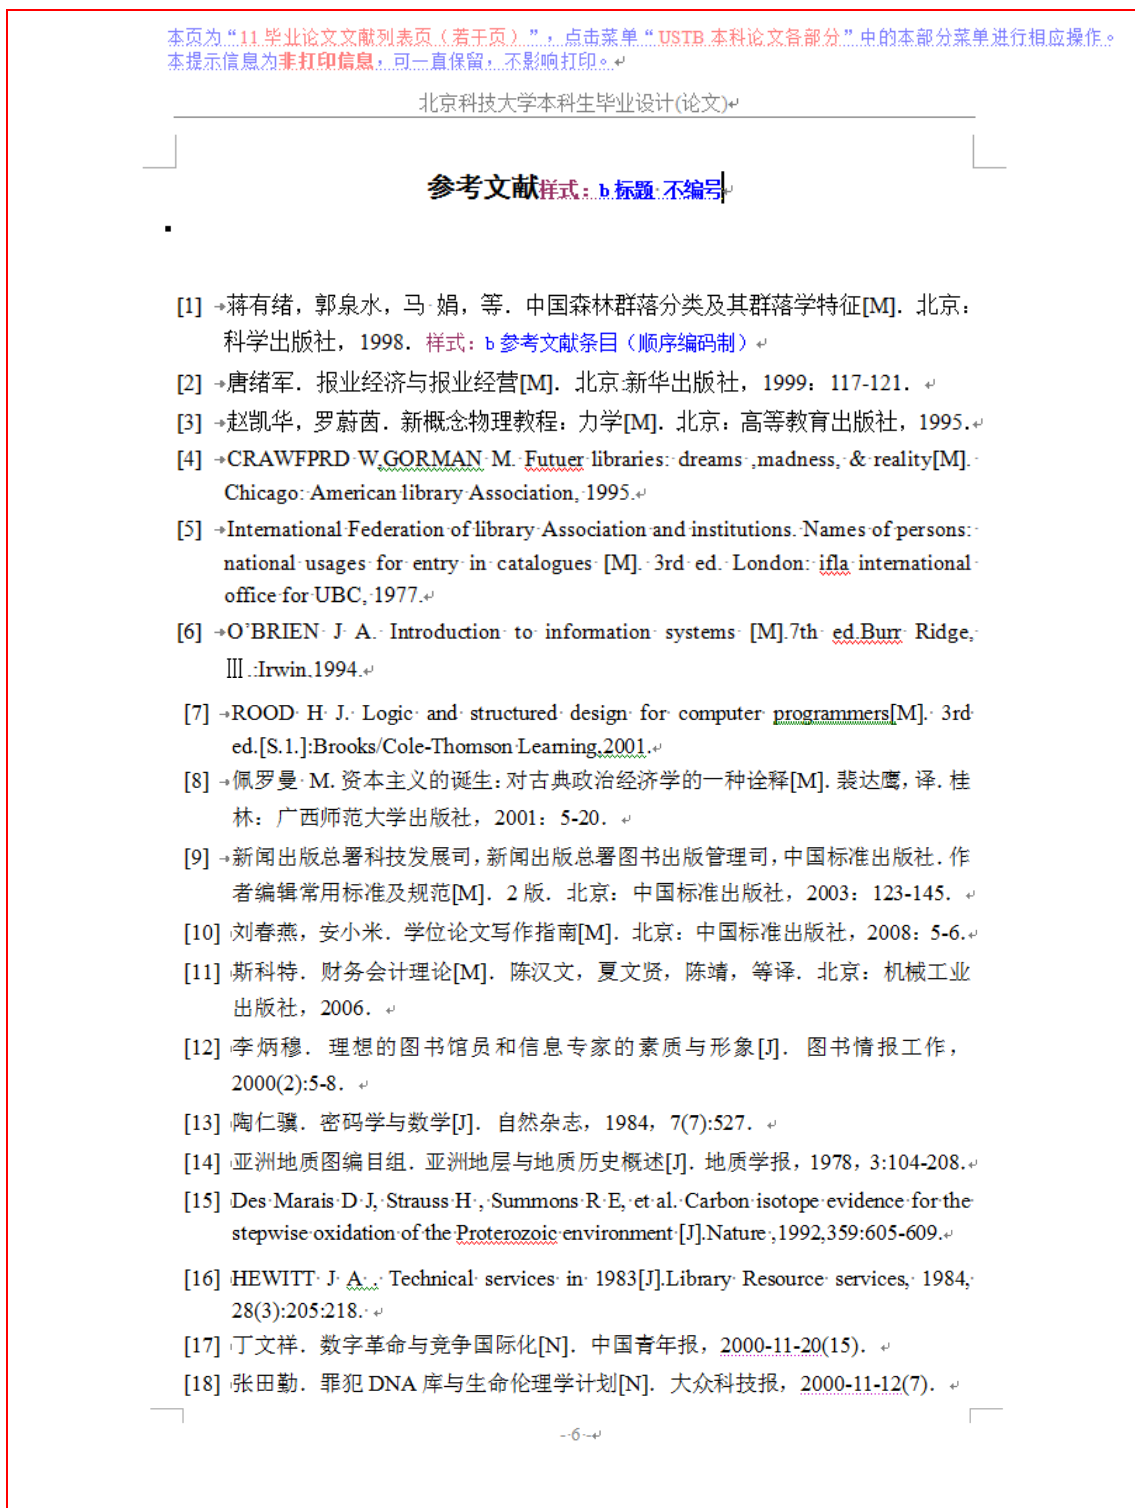 本页为“11 毕业论文文献列表页（若干页）”，点击菜单“USTB 本科论文各部分”中的本部分菜单进行相应操作。
本提示信息为非打印信息，可一直保留，不影响打印。
北京科技大学本科生毕业设计(论文)
参考文献样式：b 标题 不编号
[1] 蒋有绪，郭泉水，马 娟，等．中国森林群落分类及其群落学特征[M]．北京：
科学出版社，1998．样式：b 参考文献条目（顺序编码制）
[2] 唐绪军．报业经济与报业经营[M]．北京:新华出版社，1999：117-121．
[3] 赵凯华，罗蔚茵．新概念物理教程：力学[M]．北京：高等教育出版社，1995.
[4] CRAWFPRD W,GORMAN M. Futuer libraries: dreams ,madness, & reality[M].
Chicago: American library Association, 1995.
[5] International Federation of library Association and institutions. Names of persons:
national usages for entry in catalogues [M]. 3rd ed. London: ifla international
office for UBC, 1977.
[6] O’BRIEN J A. Introduction to information systems [M].7th ed.Burr Ridge,
Ⅲ.:Irwin.1994.
[7] ROOD H J. Logic and structured design for computer programmers[M]. 3rd
ed.[S.1.]:Brooks/Cole-Thomson Learning,2001.
[8] 佩罗曼 M. 资本主义的诞生：对古典政治经济学的一种诠释[M]. 裴达鹰，译．桂
林：广西师范大学出版社，2001：5-20．
[9] 新闻出版总署科技发展司，新闻出版总署图书出版管理司，中国标准出版社．作
者编辑常用标准及规范[M]．2 版．北京：中国标准出版社，2003：123-145．
[10] 刘春燕，安小米．学位论文写作指南[M]．北京：中国标准出版社，2008：5-6.
[11] 斯科特．财务会计理论[M]．陈汉文，夏文贤，陈靖，等译．北京：机械工业
出版社，2006．
[12] 李炳穆．理想的图书馆员和信息专家的素质与形象[J]．图书情报工作，
2000(2):5-8．
[13] 陶仁骥．密码学与数学[J]．自然杂志，1984，7(7):527．
[14] 亚洲地质图编目组．亚洲地层与地质历史概述[J]．地质学报，1978，3:104-208.
[15] Des Marais D J, Strauss H , Summons R E, et al. Carbon isotope evidence for the
stepwise oxidation of the Proterozoic environment [J].Nature ,1992,359:605-609.
[16] HEWITT J A . Technical services in 1983[J].Library Resource services, 1984,
28(3):205:218.
[17] 丁文祥．数字革命与竞争国际化[N]．中国青年报，2000-11-20(15)．
[18] 张田勤．罪犯 DNA 库与生命伦理学计划[N]．大众科技报，2000-11-12(7)．
- 6 -